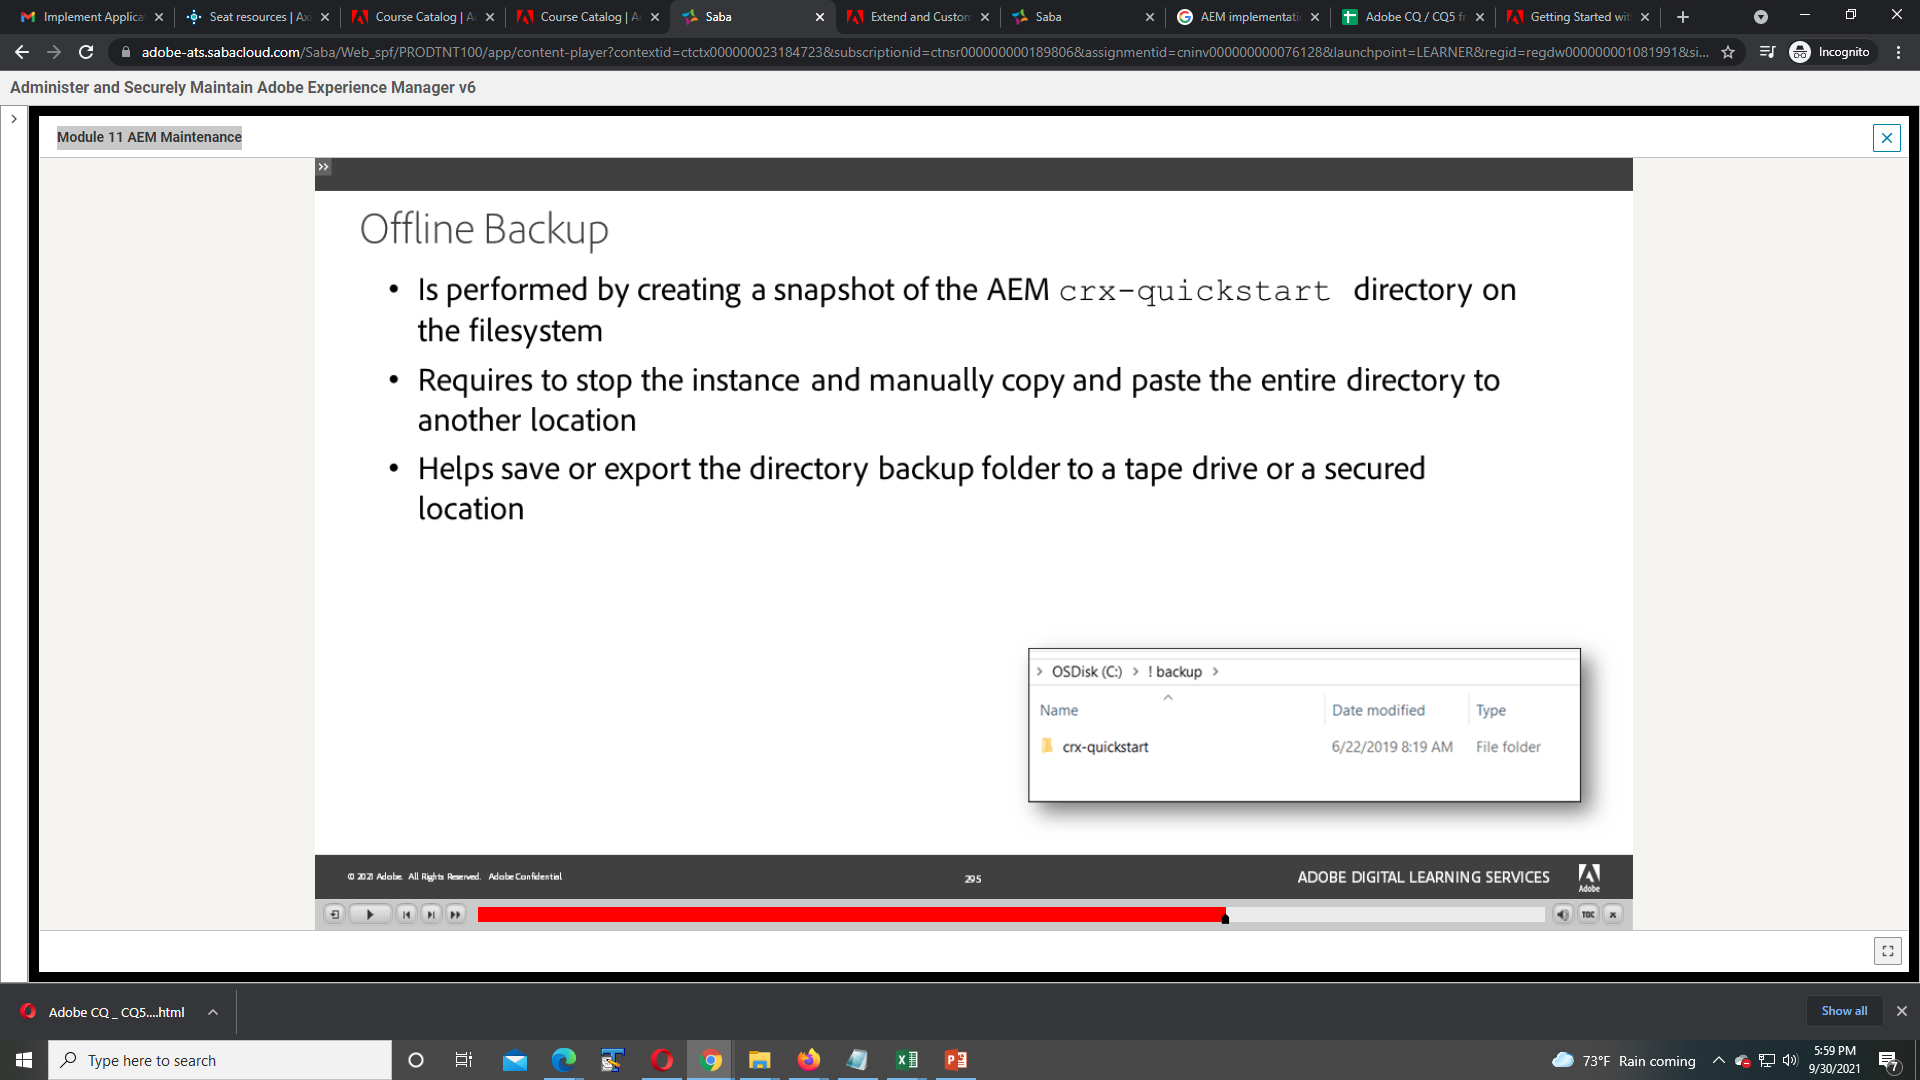 Implement Applica
Seat resources | Ax
Course Catalog | A
Course Catalog | A
Saba
Extend and Custom
Saba
AEM implementati
Adobe CQ / CQ5 f
Getting Started wit
adobe-ats.sabacloud.com/Saba/Web_spf/PRODTNT100/app/content-player?contextid=ctctx000000023184723&subscriptionid=ctnsr000000000189806&assignmentid=cninv000000000076128&launchpoint=LEARNER&regid=regdw000000001081991&si...
Incognito
Administer and Securely Maintain Adobe Experience Manager v6
Module 11 AEM Maintenance
Offline Backup
• Is performed by creating a snapshot of the AEM crx-quickstart directory on
the filesystem
• Requires to stop the instance and manually copy and paste the entire directory to
another location
• Helps save or export the directory backup folder to a tape drive or a secured
location
OSDisk (C:) > ! backup >
Name Date modified Type
crx-quickstart 6/22/2019 8:19 AM File folder
© 2021 Adobe. All Rights Reserved. Adobe Confidential
295
ADOBE DIGITAL LEARNING SERVICES
Adobe
TOC
Adobe CQ _ CQ5....html
Show all
Type here to search
73°F Rain coming
5:59 PM
9/30/2021
7